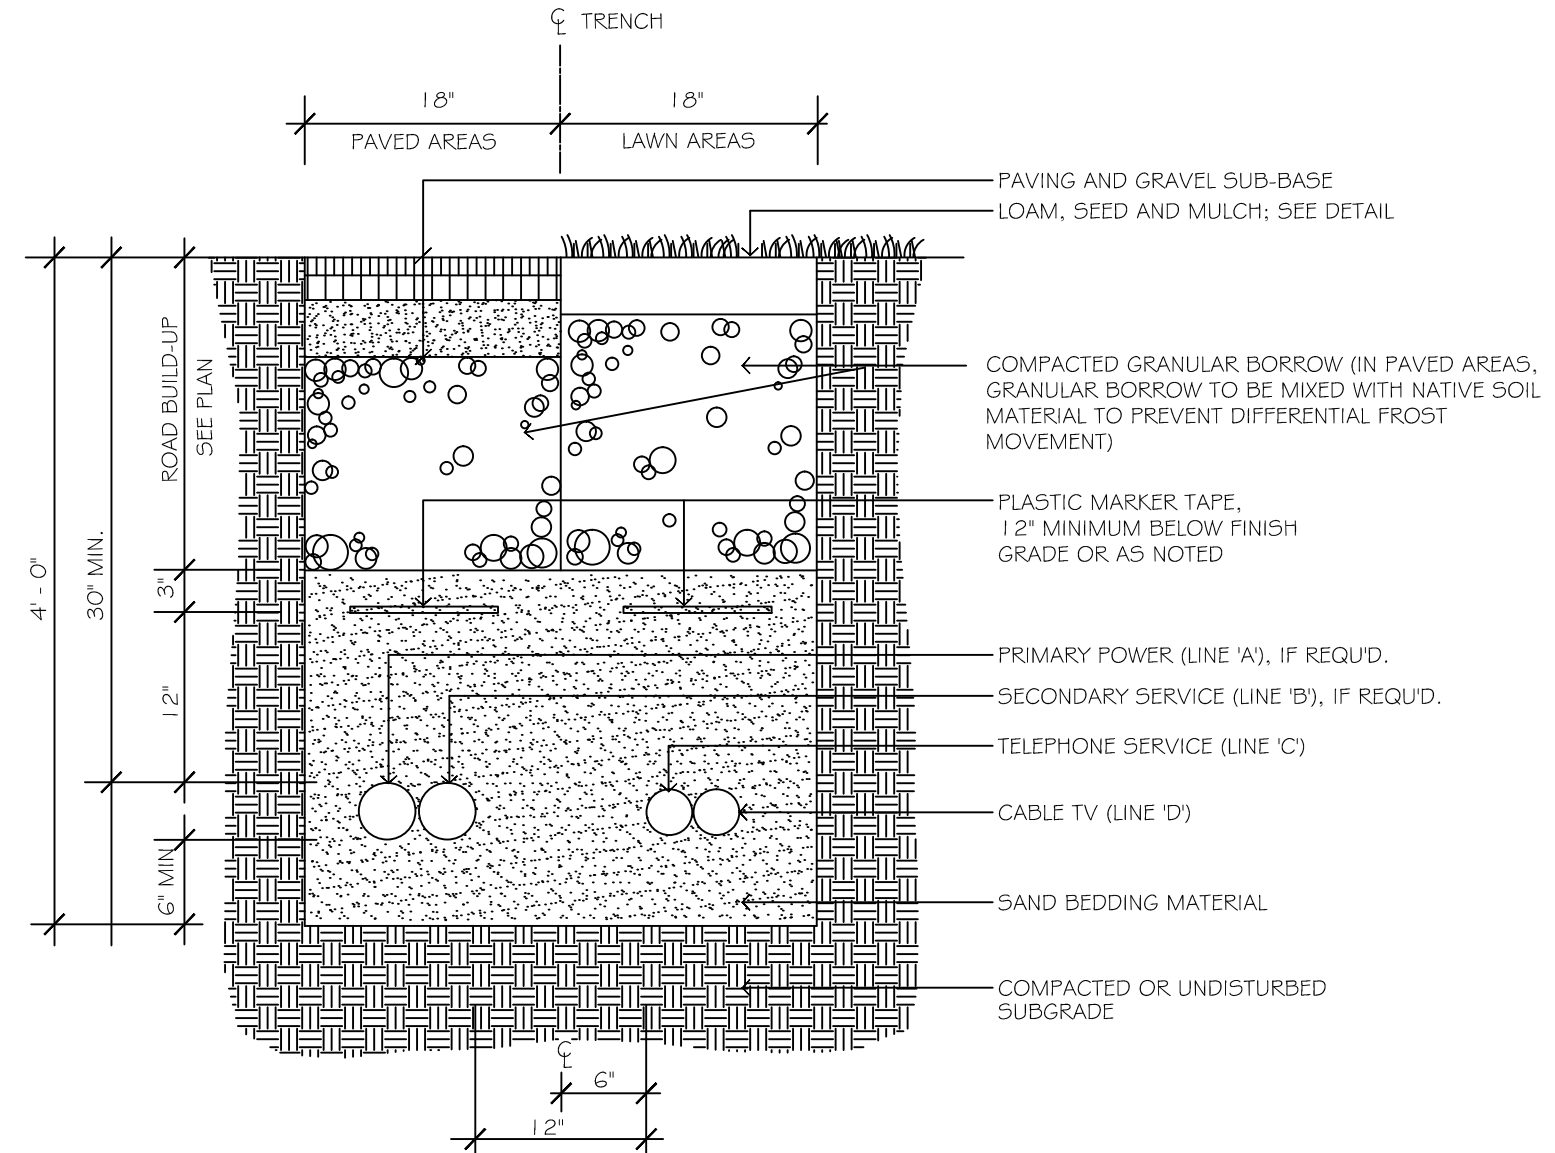 ℄ TRENCH
18"
18"
PAVED AREAS
LAWN AREAS
PAVING AND GRAVEL SUB-BASE
LOAM, SEED AND MULCH; SEE DETAIL
ROAD BUILD-UP
SEE PLAN
COMPACTED GRANULAR BORROW (IN PAVED AREAS,
GRANULAR BORROW TO BE MIXED WITH NATIVE SOIL
MATERIAL TO PREVENT DIFFERENTIAL FROST
MOVEMENT)
PLASTIC MARKER TAPE,
12" MINIMUM BELOW FINISH
GRADE OR AS NOTED
4' - 0"
30" MIN.
3"
12"
6" MIN
PRIMARY POWER (LINE 'A'), IF REQU'D.
SECONDARY SERVICE (LINE 'B'), IF REQU'D.
TELEPHONE SERVICE (LINE 'C')
CABLE TV (LINE 'D')
SAND BEDDING MATERIAL
COMPACTED OR UNDISTURBED
SUBGRADE
℄
6"
12"